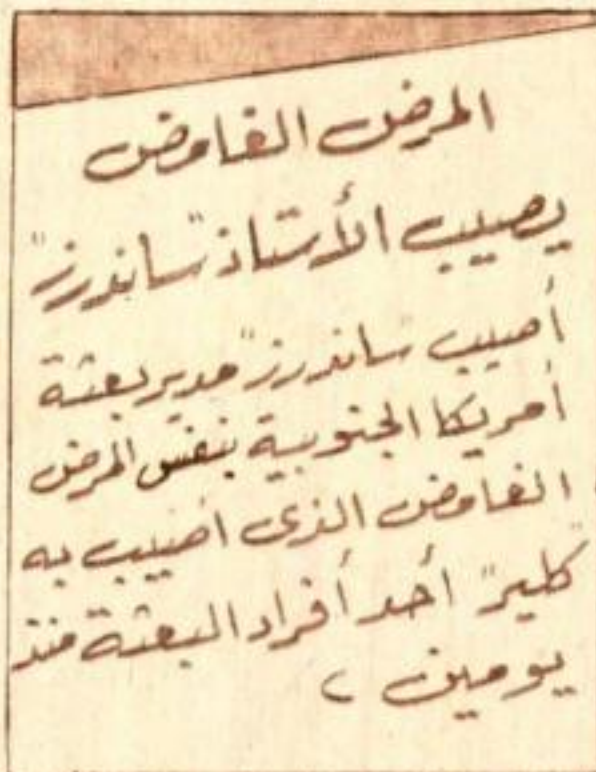 المرض الغامض
يصيب الأستاذ "ساندرز"
أصيب "ساندرز" مدير بعثة
أمريكا الجنوبية بنفس المرض
الغامض الذى أصيب به
"كلير" أحد أفراد البعثة منذ
يومين ،